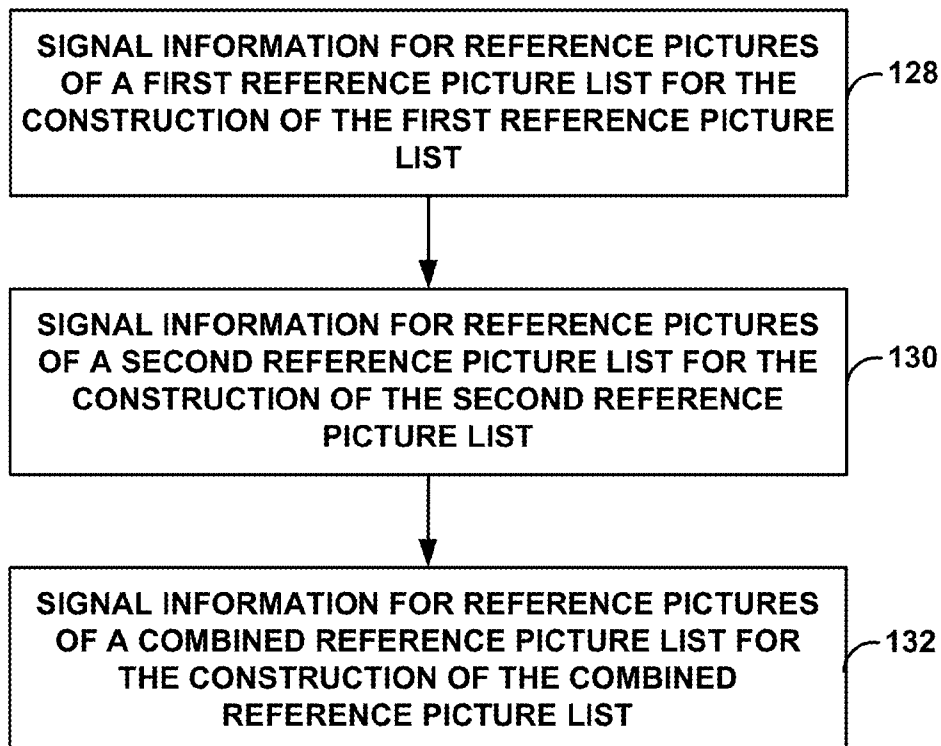 SIGNAL INFORMATION FOR REFERENCE PICTURES
OF A FIRST REFERENCE PICTURE LIST FOR THE
CONSTRUCTION OF THE FIRST REFERENCE PICTURE
LIST
128
SIGNAL INFORMATION FOR REFERENCE PICTURES
OF A SECOND REFERENCE PICTURE LIST FOR THE
CONSTRUCTION OF THE SECOND REFERENCE
PICTURE LIST
130
SIGNAL INFORMATION FOR REFERENCE PICTURES
OF A COMBINED REFERENCE PICTURE LIST FOR
THE CONSTRUCTION OF THE COMBINED
REFERENCE PICTURE LIST
132